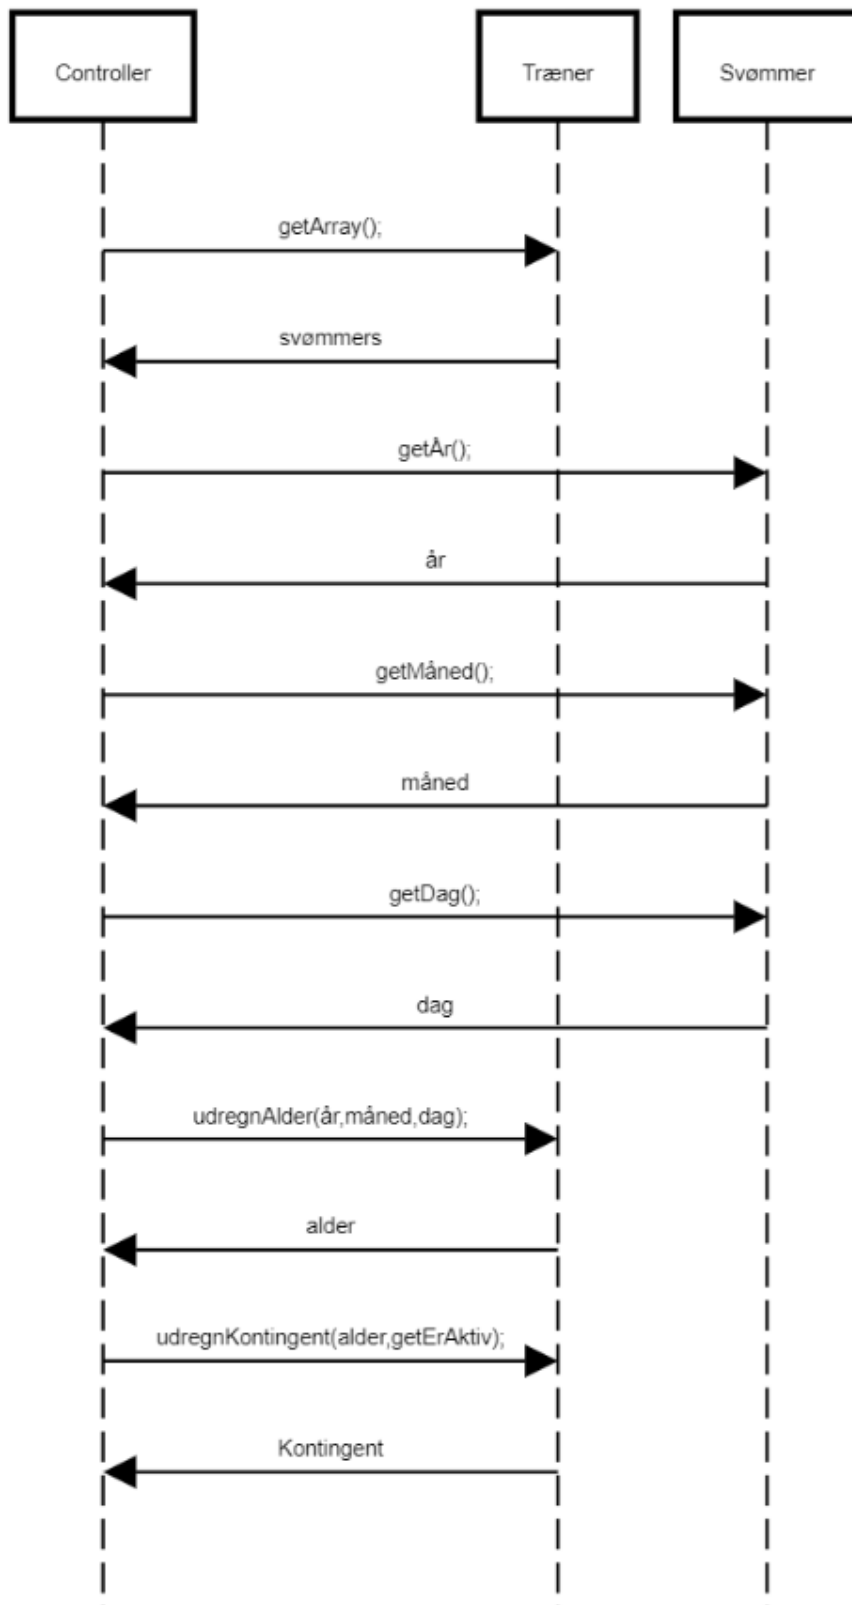 Controller
Træner
Svømmer
getArray();
svømmers
getÅr();
år
getMåned();
måned
getDag();
dag
udregnAlder(år,måned,dag);
alder
udregnKontingent(alder,getErAktiv);
Kontingent